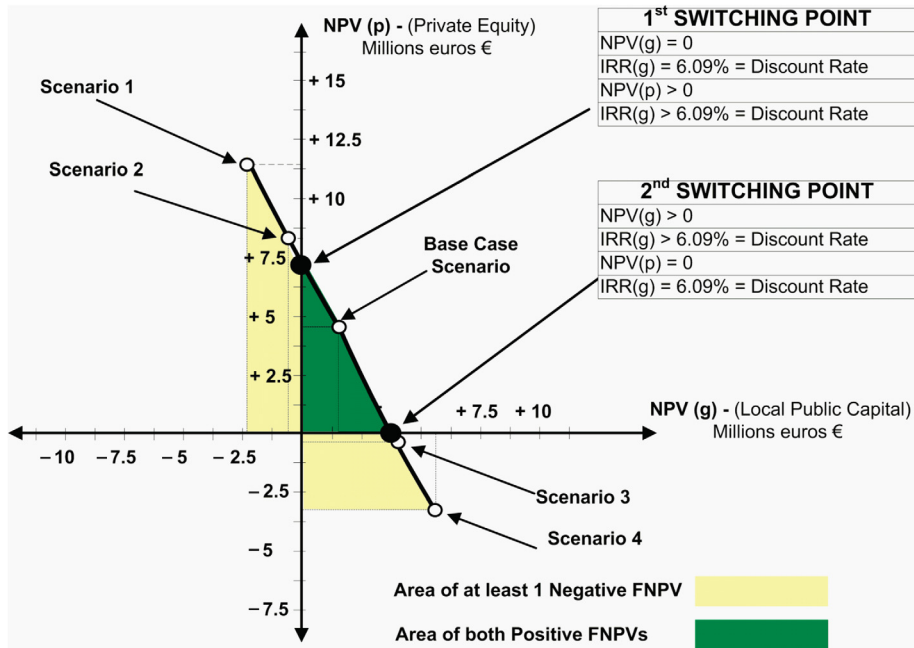 NPV (p) - (Private Equity)
Millions euros €
1st SWITCHING POINT
NPV(g) = 0
IRR(g) = 6.09% = Discount Rate
NPV(p) > 0
IRR(g) > 6.09% = Discount Rate
2nd SWITCHING POINT
NPV(g) > 0
IRR(g) > 6.09% = Discount Rate
NPV(p) = 0
IRR(g) = 6.09% = Discount Rate
Scenario 1
Scenario 2
Base Case
Scenario
+ 15
+ 12.5
+ 10
+ 7.5
+ 5
+ 2.5
+ 7.5
+ 10
NPV (g) - (Local Public Capital)
Millions euros €
– 10
– 7.5
– 5
– 2.5
– 2.5
– 5
– 7.5
Scenario 3
Scenario 4
Area of at least 1 Negative FNPV
Area of both Positive FNPVs